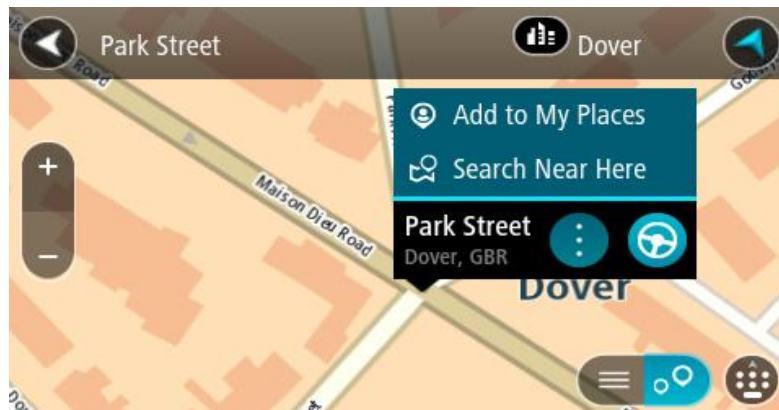 Park Street
Dover
Road
Add to My Places
Search Near Here
Maison Dieu Road
Park Street
Dover, GBR
Dover
+
–